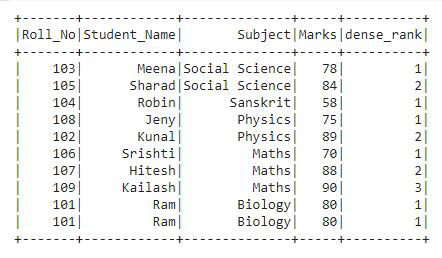 +-------+------------+--------------+-----+----------+
|Roll_No|Student_Name|       Subject|Marks|dense_rank|
+-------+------------+--------------+-----+----------+
|    103|       Meena|Social Science|   78|         1|
|    105|      Sharad|Social Science|   84|         2|
|    104|       Robin|      Sanskrit|   58|         1|
|    108|        Jeny|       Physics|   75|         1|
|    102|       Kunal|       Physics|   89|         2|
|    106|     Srishti|         Maths|   70|         1|
|    107|      Hitesh|         Maths|   88|         2|
|    109|     Kailash|         Maths|   90|         3|
|    101|         Ram|       Biology|   80|         1|
|    101|         Ram|       Biology|   80|         1|
+-------+------------+--------------+-----+----------+